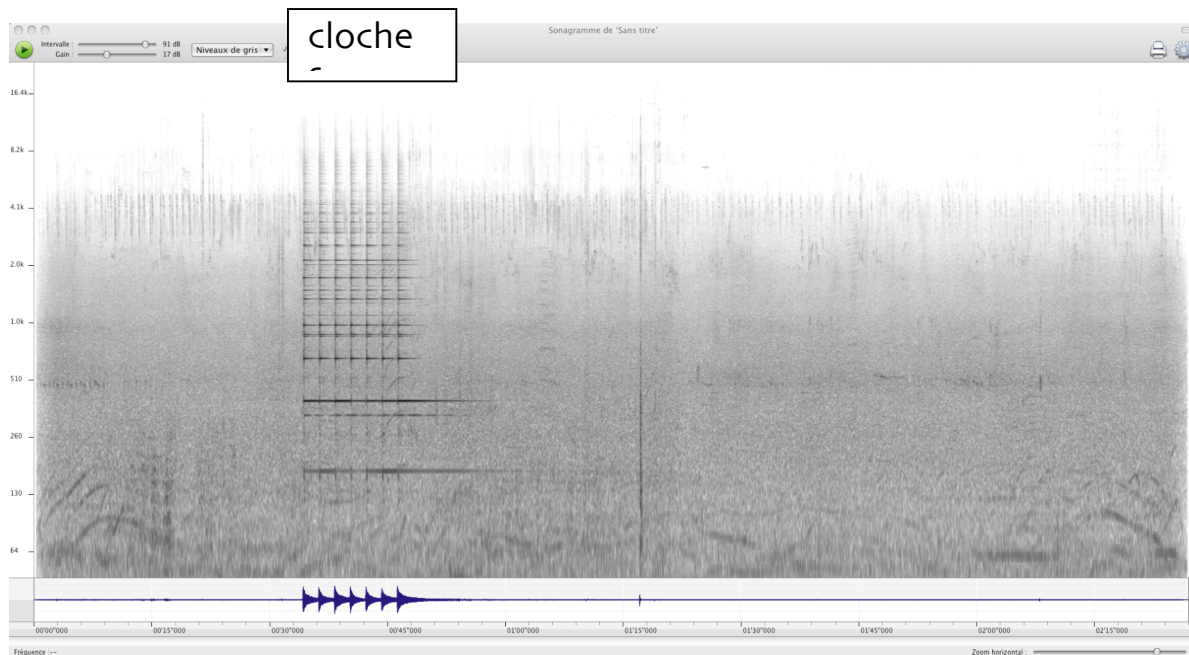 cloche
Sonagramme de 'Sans titre'
Intervalle : 91 dB
Gain : 17 dB
Niveaux de gris
16.4k
8.2k
4.1k
2.0k
1.0k
510
260
130
64
00'00"000 00'15"000 00'30"000 00'45"000 01'00"000 01'15"000 01'30"000 01'45"000 02'00"000 02'15"000
Fréquence :-- Zoom horizontal :